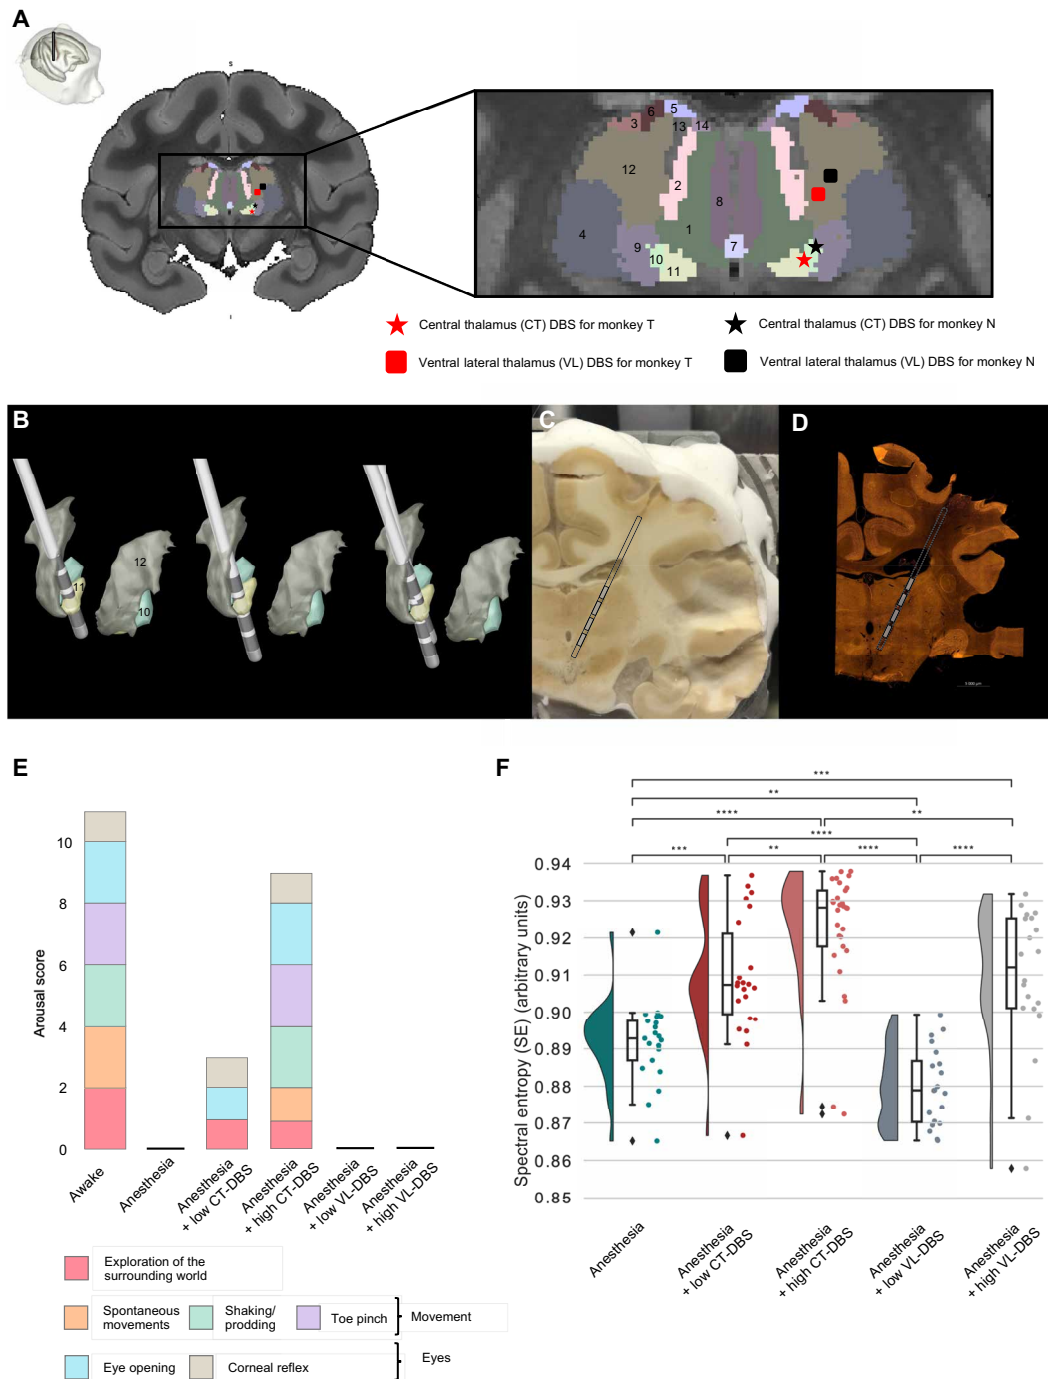 A
S
6
5
3
13
14
12
2
8
4
1
9
7
10
11
I
Central thalamus (CT) DBS for monkey T
Central thalamus (CT) DBS for monkey N
Ventral lateral thalamus (VL) DBS for monkey T
Ventral lateral thalamus (VL) DBS for monkey N
B
C
D
12
11
10
5.000 µm
E
Arousal score
10
8
6
4
2
0
Awake
Anesthesia
Anesthesia
+ low CT-DBS
Anesthesia
+ high CT-DBS
Anesthesia
+ low VL-DBS
Anesthesia
+ high VL-DBS
Exploration of the
surrounding world
Spontaneous
movements
Shaking/
prodding
Toe pinch
Movement
Eye opening
Corneal reflex
Eyes
F
***
**
**** **
****
*** ** **** ****
Spectral entropy (SE) (arbitrary units)
0.94
0.93
0.92
0.91
0.90
0.89
0.88
0.87
0.86
0.85
Anesthesia
Anesthesia
+ low CT-DBS
Anesthesia
+ high CT-DBS
Anesthesia
+ low VL-DBS
Anesthesia
+ high VL-DBS